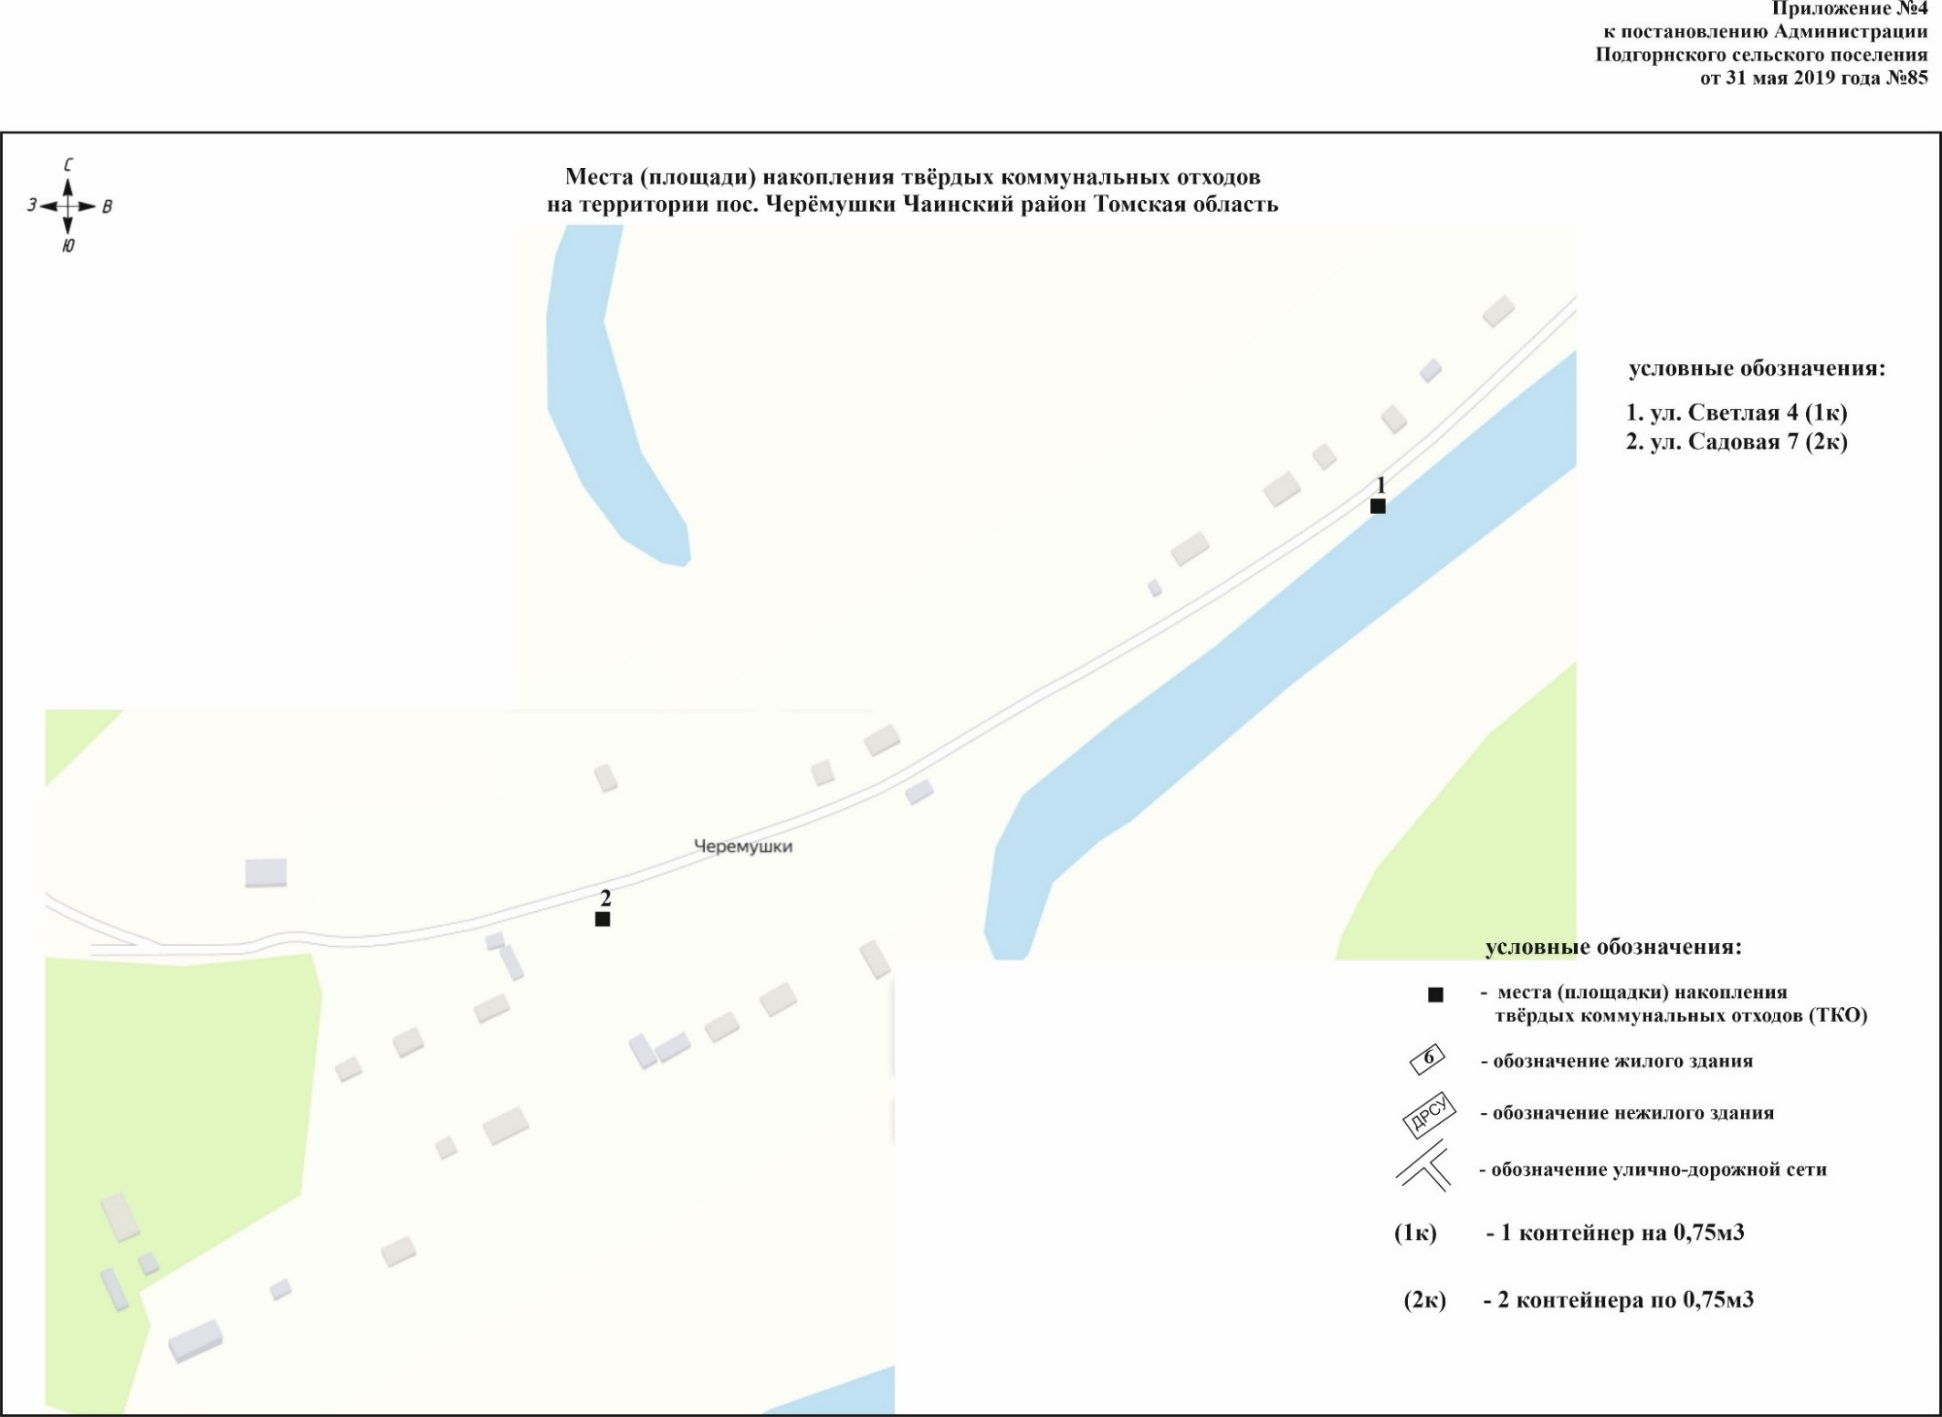 Приложение №4
к постановлению Администрации
Подгорнского сельского поселения
от 31 мая 2019 года №85
С
З В
Ю
Места (площади) накопления твёрдых коммунальных отходов
на территории пос. Черёмушки Чаинский район Томская область
условные обозначения:
1. ул. Светлая 4 (1к)
2. ул. Садовая 7 (2к)
1
Черемушки
2
условные обозначения:
- места (площадки) накопления
твёрдых коммунальных отходов (ТКО)
6 - обозначение жилого здания
ДРСУ - обозначение нежилого здания
- обозначение улично-дорожной сети
(1к) - 1 контейнер на 0,75м3
(2к) - 2 контейнера по 0,75м3